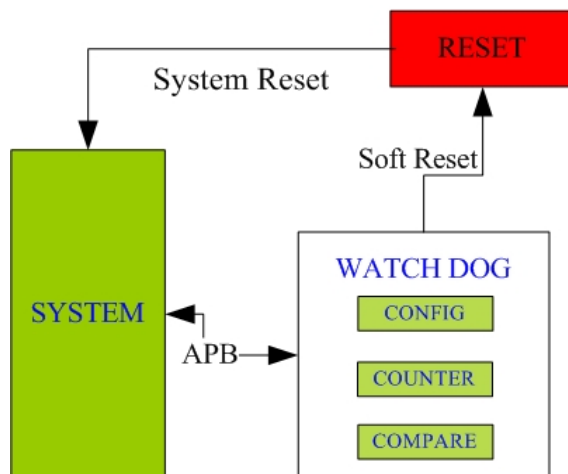 RESET
System Reset
Soft Reset
WATCH DOG
SYSTEM
CONFIG
APB
COUNTER
COMPARE